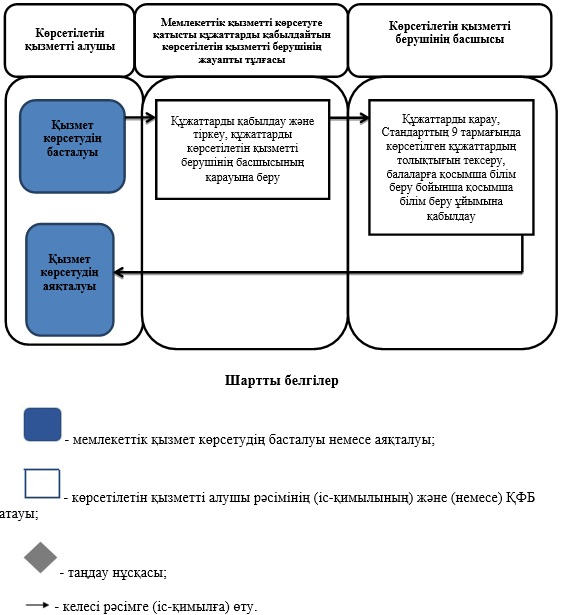 Көрсетілетін
қызметті алушы
Мемлекеттік қызметті көрсетуге
қатысты құжаттарды қабылдайтын
көрсетілетін қызметті берушінің
жауапты тұлғасы
Көрсетілетін қызметті
берушінің басшысы
Қызмет
көрсетудің
басталуы
Құжаттарды қабылдау және
тіркеу, құжаттарды
көрсетілетін қызметті
берушінің басшысының
қарауына беру
Құжаттарды қарау,
Стандарттың 9 тармағында
көрсетілген құжаттардың
толықтығын тексеру,
балаларға қосымша білім
беру бойынша қосымша
білім беру ұйымына
қабылдау
Қызмет
көрсетудің
аяқталуы
Шартты белгілер
- мемлекеттік қызмет көрсетудің басталуы немесе аяқталуы;
- көрсетілетін қызметті алушы рәсімінің (іс-қимылының) және (немесе) ҚФБ
атауы;
- таңдау нұсқасы;
- келесі рәсімге (іс-қимылға) өту.